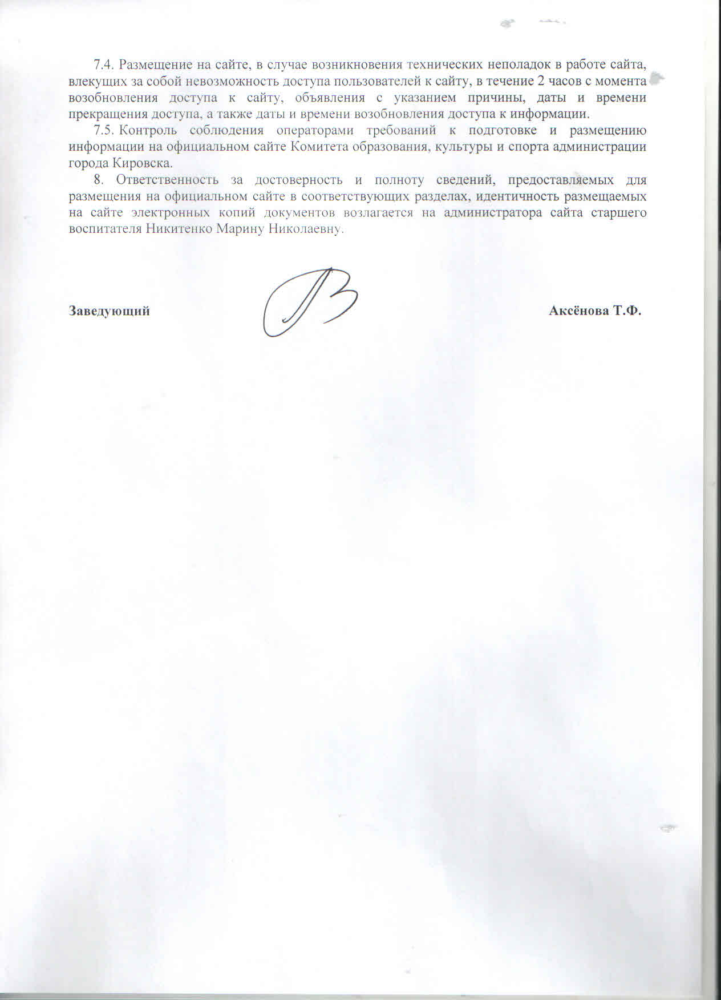 7.4. Размещение на сайте, в случае возникновения технических неполадок в работе сайта,
влекущих за собой невозможность доступа пользователей к сайту, в течение 2 часов с момента
возобновления доступа к сайту, объявления с указанием причины, даты и времени
прекращения доступа, а также даты и времени возобновления доступа к информации.
7.5. Контроль соблюдения операторами требований к подготовке и размещению
информации на официальном сайте Комитета образования, культуры и спорта администрации
города Кировска.
8. Ответственность за достоверность и полноту сведений, предоставляемых для
размещения на официальном сайте в соответствующих разделах, идентичность размещаемых
на сайте электронных копий документов возлагается на администратора сайта старшего
воспитателя Никитенко Марину Николаевну.
Заведующий Аксёнова Т.Ф.